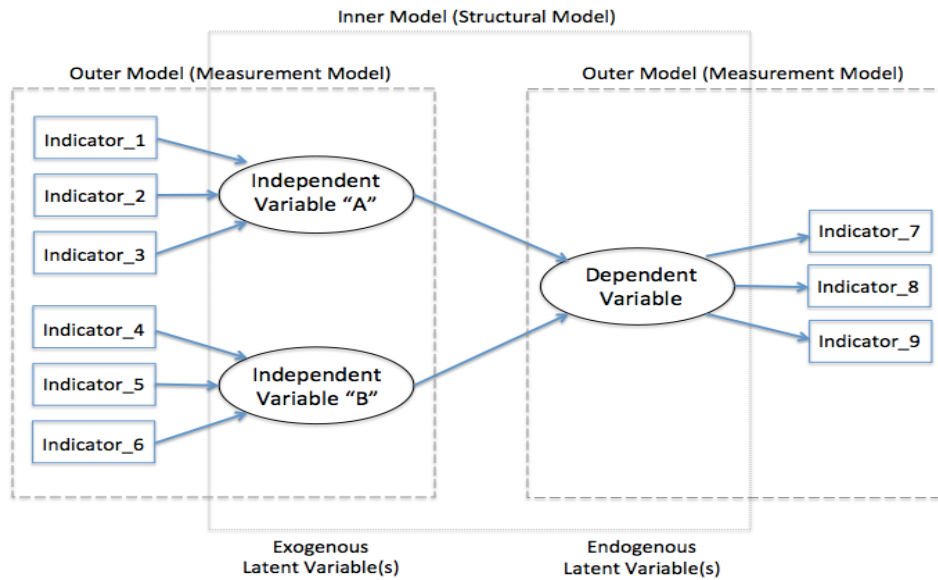 Inner Model (Structural Model)
Outer Model (Measurement Model)
Outer Model (Measurement Model)
Indicator_1
Indicator_2
Indicator_3
Independent
Variable “A”
Indicator_4
Indicator_5
Indicator_6
Independent
Variable “B”
Dependent
Variable
Indicator_7
Indicator_8
Indicator_9
Exogenous
Latent Variable(s)
Endogenous
Latent Variable(s)